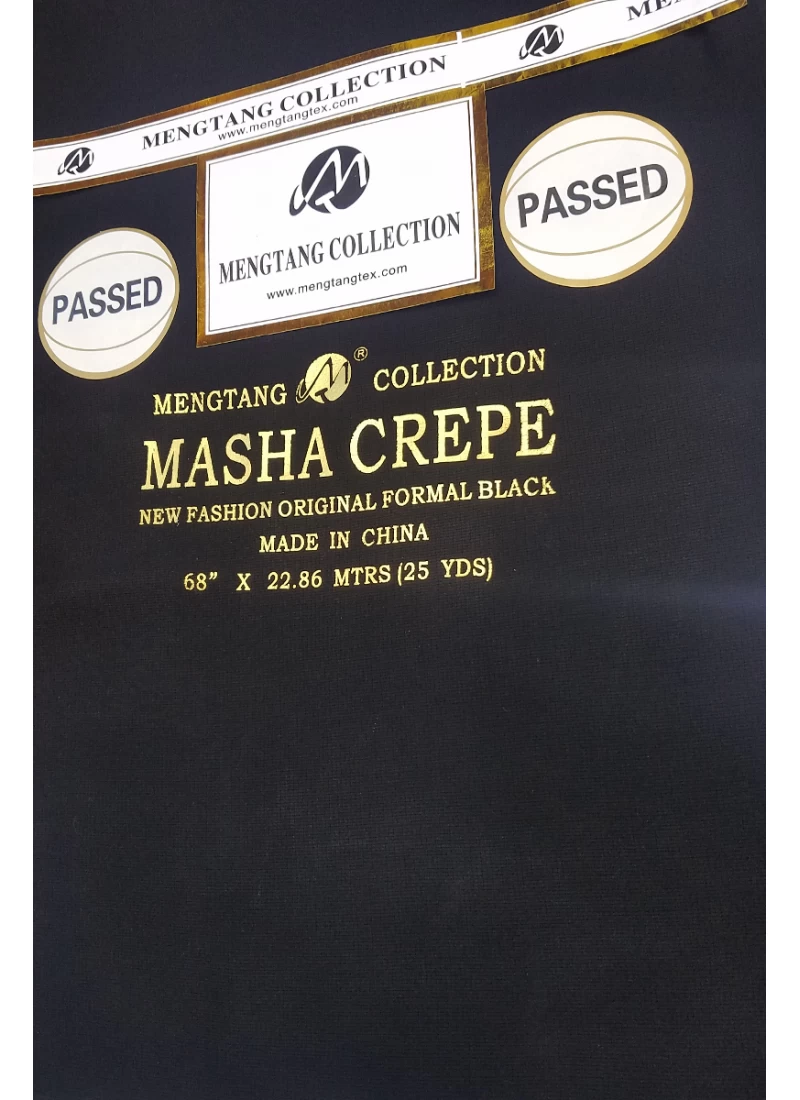 ME
MENGTANG COLLECTION
www.mengtangtex.com
MENGTANG COLLECTION
www.mengtangtex.com
PASSED
PASSED
MENGTANG ® COLLECTION
MASHA CREPE
NEW FASHION ORIGINAL FORMAL BLACK
MADE IN CHINA
68” X 22.86 MTRS (25 YDS)